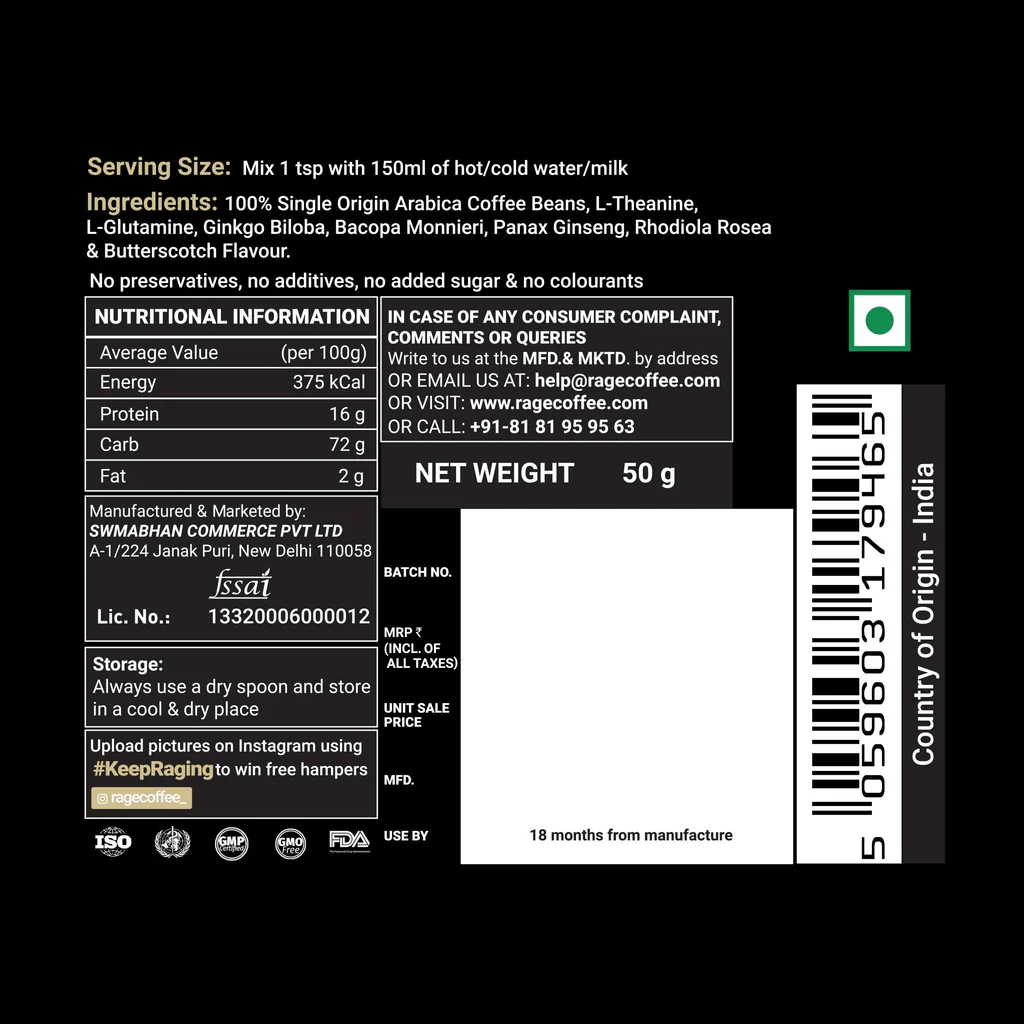 Serving Size: Mix 1 tsp with 150ml of hot/cold water/milk
Ingredients: 100% Single Origin Arabica Coffee Beans, L-Theanine,
L-Glutamine, Ginkgo Biloba, Bacopa Monnieri, Panax Ginseng, Rhodiola Rosea
& Butterscotch Flavour.
No preservatives, no additives, no added sugar & no colourants
NUTRITIONAL INFORMATION
Average Value (per 100g)
Energy 375 kCal
Protein 16 g
Carb 72 g
Fat 2 g
Manufactured & Marketed by:
SWMABHAN COMMERCE PVT LTD
A-1/224 Janak Puri, New Delhi 110058
fssai
Lic. No.: 13320006000012
Storage:
Always use a dry spoon and store
in a cool & dry place
Upload pictures on Instagram using
#KeepRaging to win free hampers
ragecoffee_
ISO
GMP
Certified
GMO
Free
FDA
IN CASE OF ANY CONSUMER COMPLAINT,
COMMENTS OR QUERIES
Write to us at the MFD.& MKTD. by address
OR EMAIL US AT: help@ragecoffee.com
OR VISIT: www.ragecoffee.com
OR CALL: +91-81 81 95 95 63
NET WEIGHT 50 g
BATCH NO.
MRP ₹
(INCL. OF
ALL TAXES)
UNIT SALE
PRICE
MFD.
USE BY
18 months from manufacture
5 059603 179465
Country of Origin - India